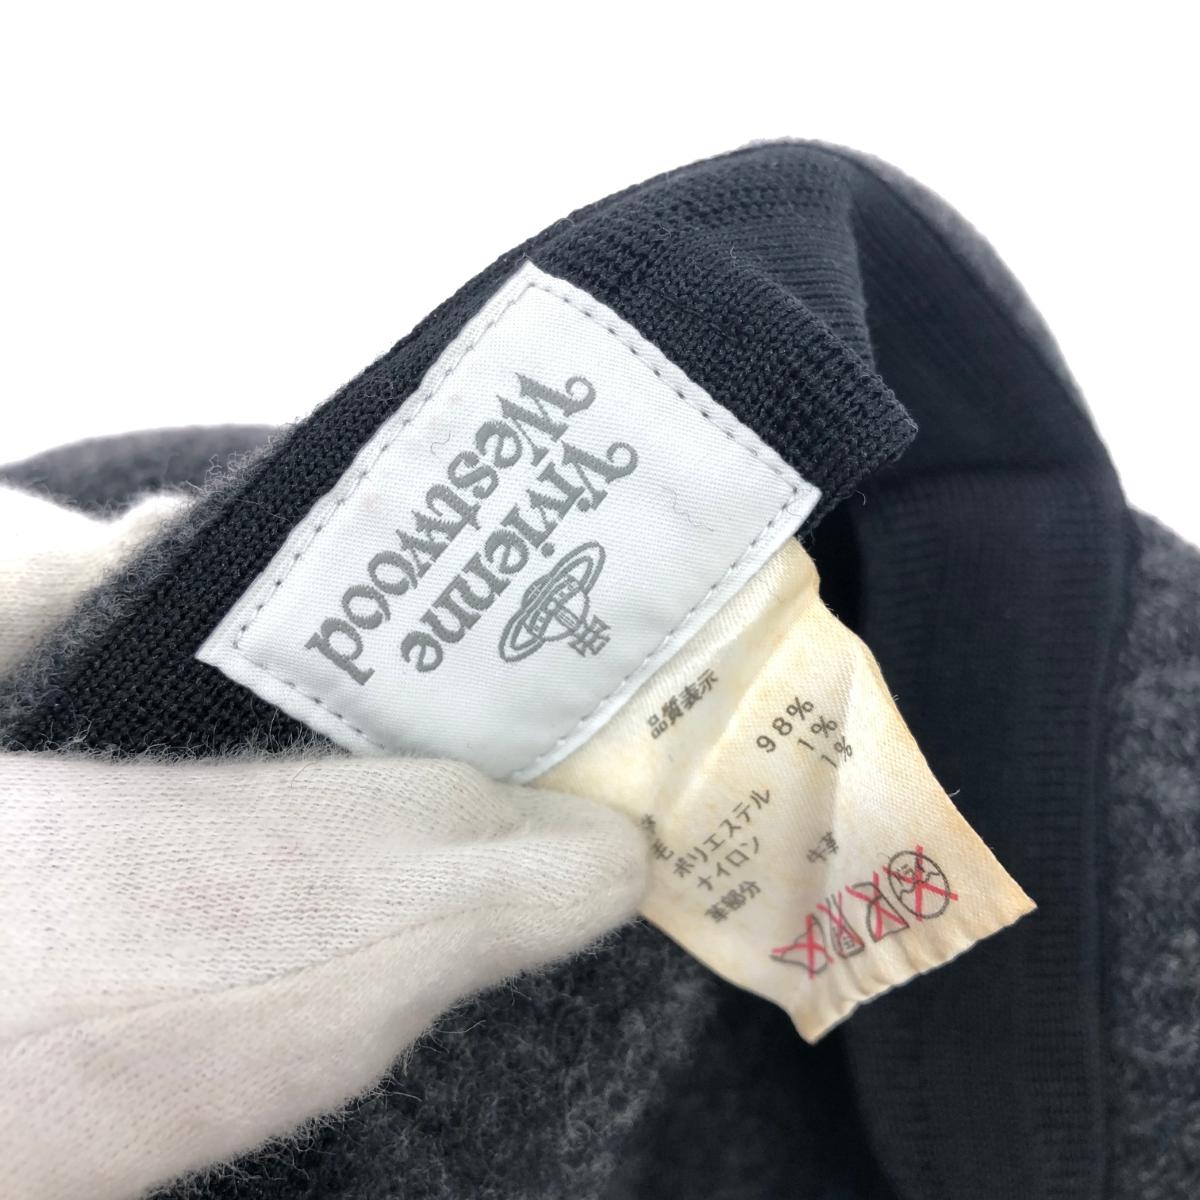 Vivienne
Westwood
品質表示
毛 98%
ポリエステル 1%
ナイロン 1%
革部分 牛革